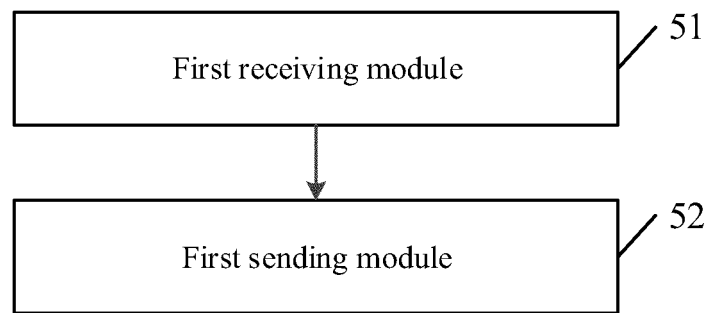 51
First receiving module
52
First sending module